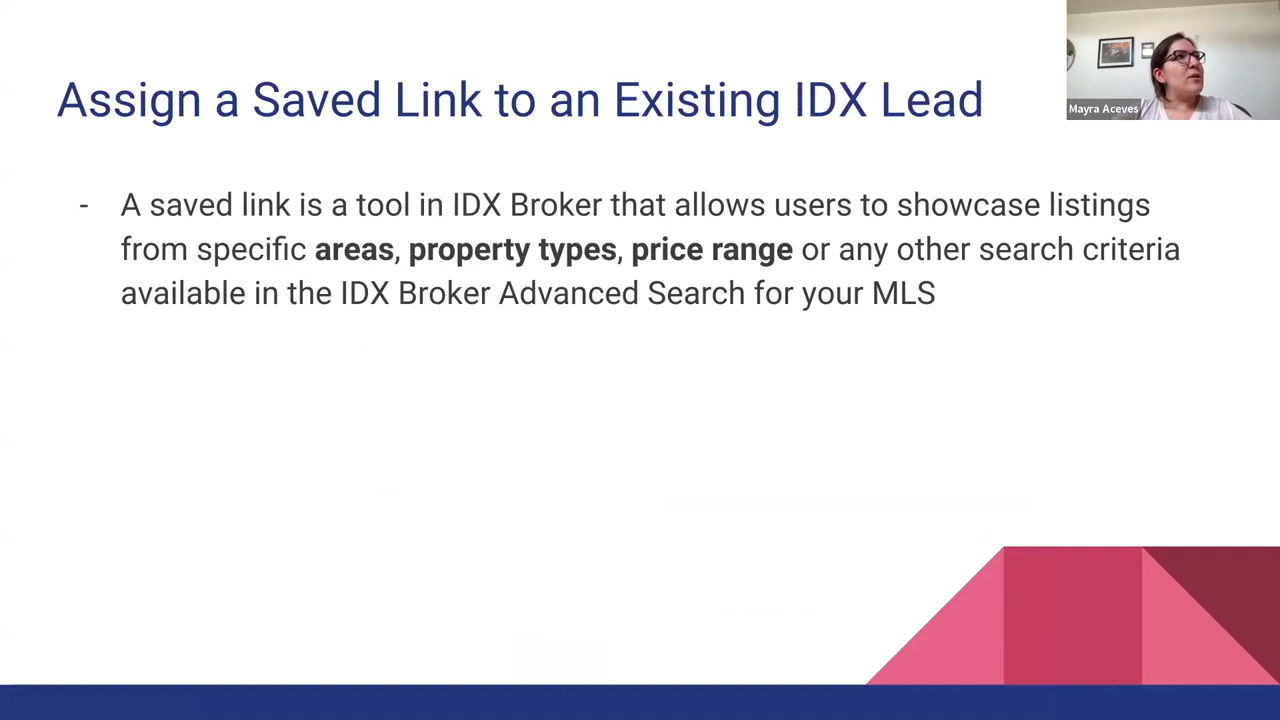 Assign a Saved Link to an Existing IDX Lead
Mayra Aceves
- A saved link is a tool in IDX Broker that allows users to showcase listings
from specific areas, property types, price range or any other search criteria
available in the IDX Broker Advanced Search for your MLS